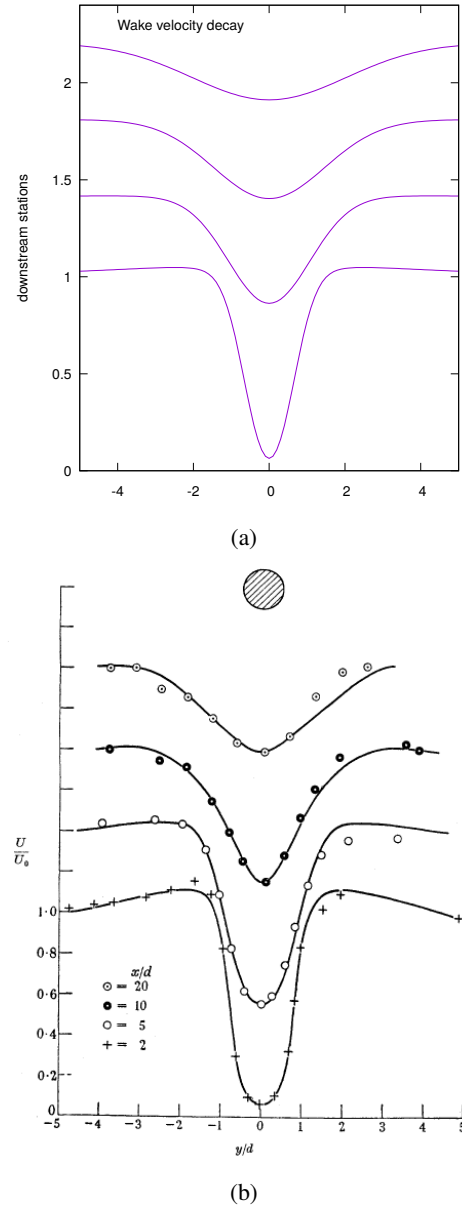 Wake velocity decay
2
1.5
1
0.5
0
downstream stations
-4 -2 0 2 4
(a)
U
U₀
1·0
0·8
0·6
0·4
0·2
0
x/d
= 20
= 10
= 5
+ = 2
-5 -4 -3 -2 -1 0 1 2 3 4 5
y/d
(b)